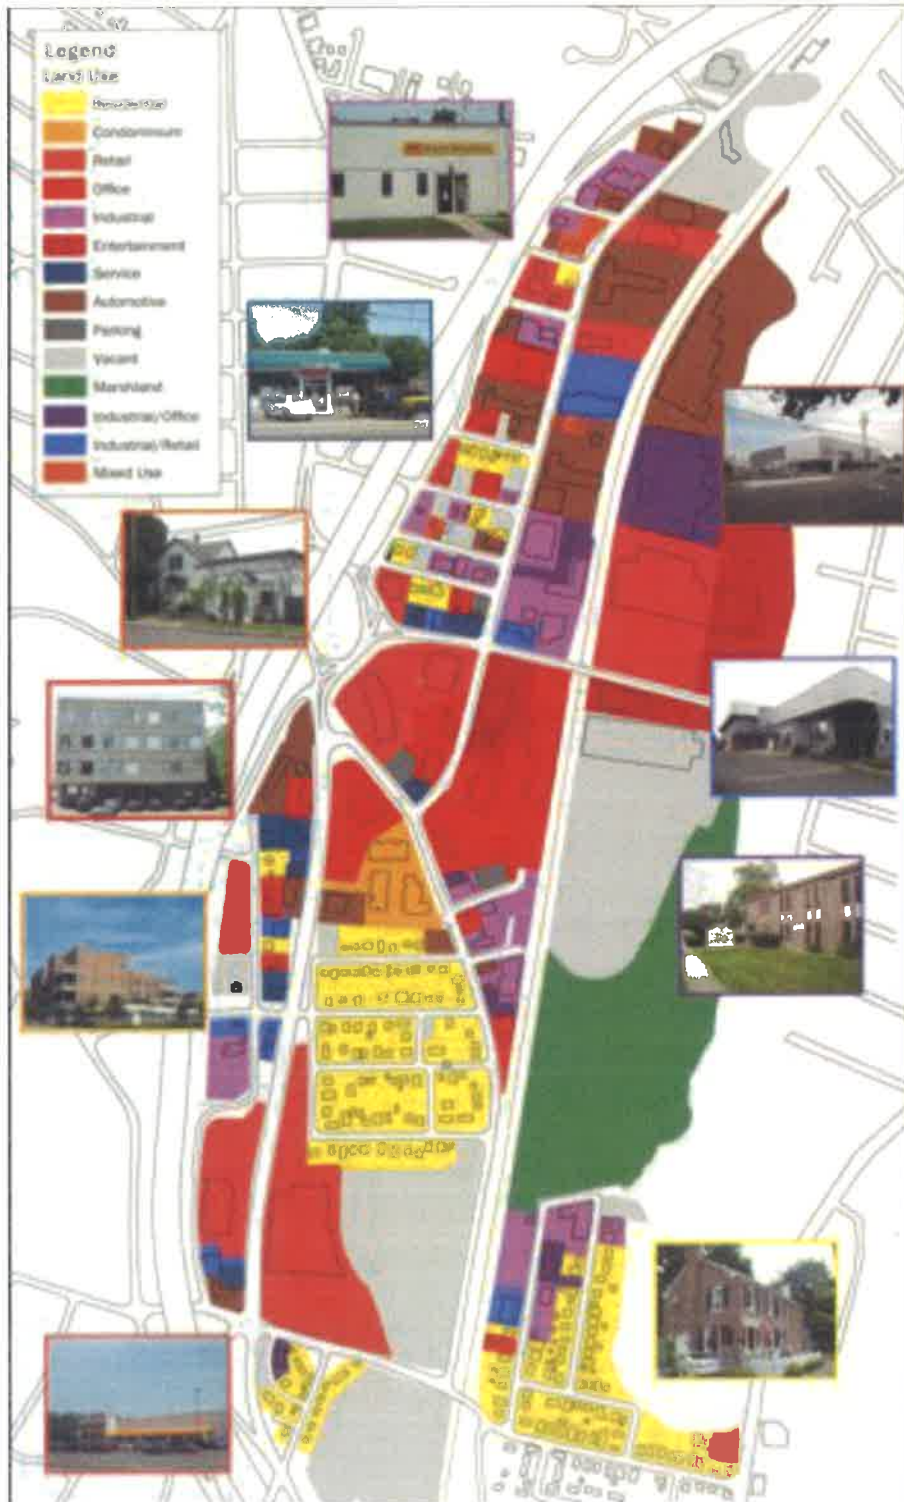 Legend
Land Use
Residential
Condominium
Retail
Office
Industrial
Entertainment
Service
Automotive
Parking
Vacant
Marshland
Industrial/Office
Industrial/Retail
Mixed Use